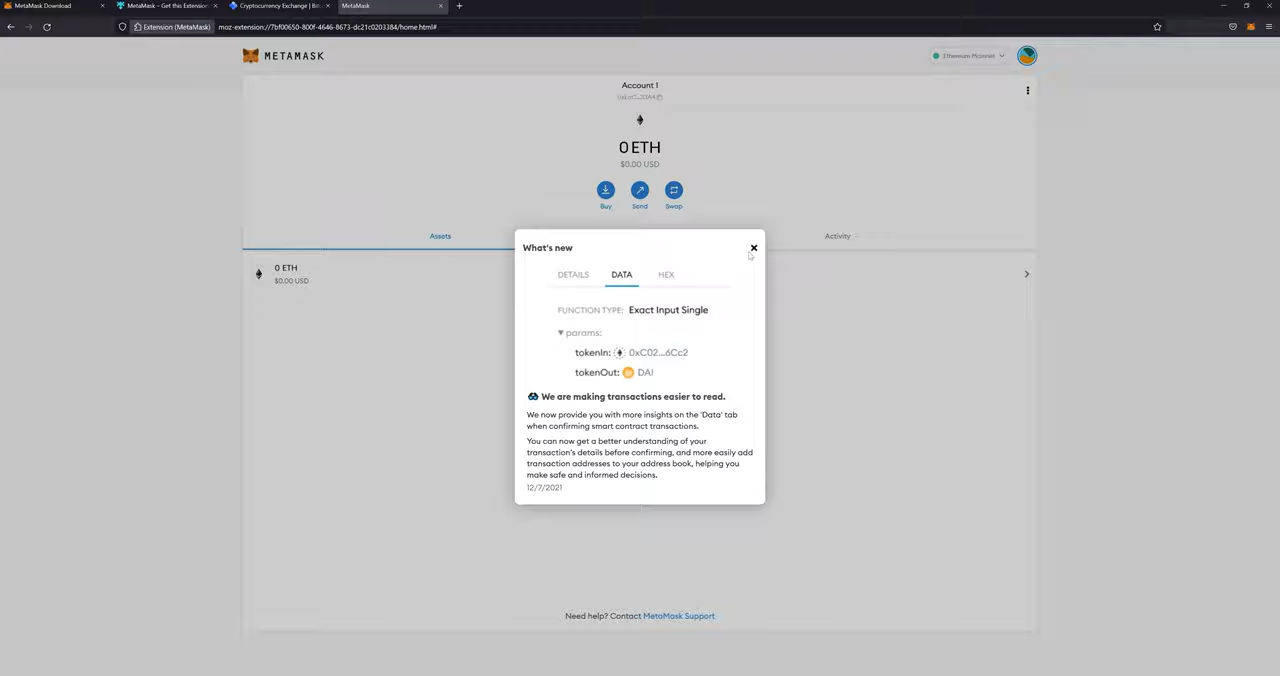 MetaMask Download
MetaMask – Get this Extension
Cryptocurrency Exchange | Bitc
MetaMask
Extension (MetaMask)
moz-extension://7bf00650-800f-4646-8673-dc21c0203384/home.html#
METAMASK
Ethereum Mainnet
Account 1
0 ETH
$0.00 USD
Buy
Send
Swap
Assets
Activity
0 ETH
$0.00 USD
What's new
DETAILS
DATA
HEX
FUNCTION TYPE: Exact Input Single
params:
tokenIn: 0xC02...6Cc2
tokenOut: DAI
We are making transactions easier to read.
We now provide you with more insights on the 'Data' tab
when confirming smart contract transactions.
You can now get a better understanding of your
transaction's details before confirming, and more easily add
transaction addresses to your address book, helping you
make safe and informed decisions.
12/7/2021
Need help? Contact MetaMask Support